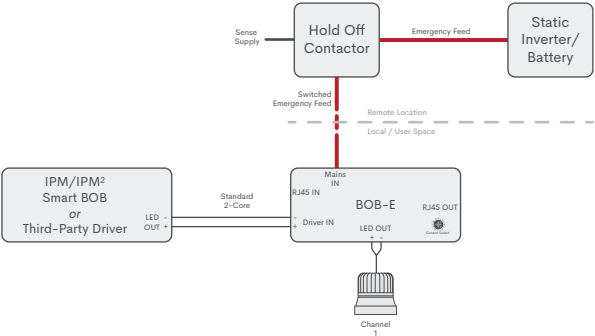 Sense
Supply
Hold Off
Contactor
Emergency Feed
Static
Inverter/
Battery
Switched
Emergency Feed
Remote Location
Local / User Space
IPM/IPM²
Smart BOB
or
Third-Party Driver
LED -
OUT +
Standard
2-Core
Mains
IN
RJ45 IN
BOB-E
RJ45 OUT
- Driver IN
+
LED OUT
+ -
Current Select
Channel
1